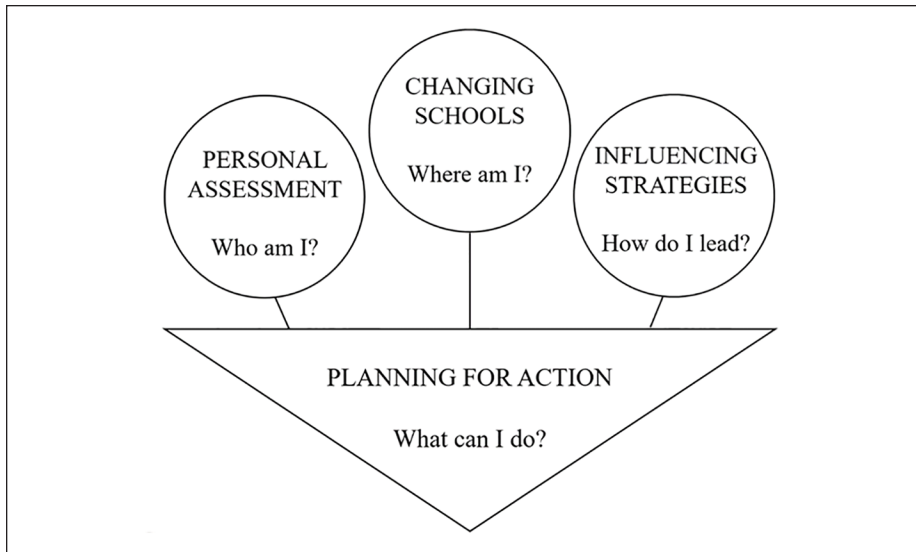 PERSONAL
ASSESSMENT
Who am I?
CHANGING
SCHOOLS
Where am I?
INFLUENCING
STRATEGIES
How do I lead?
PLANNING FOR ACTION
What can I do?